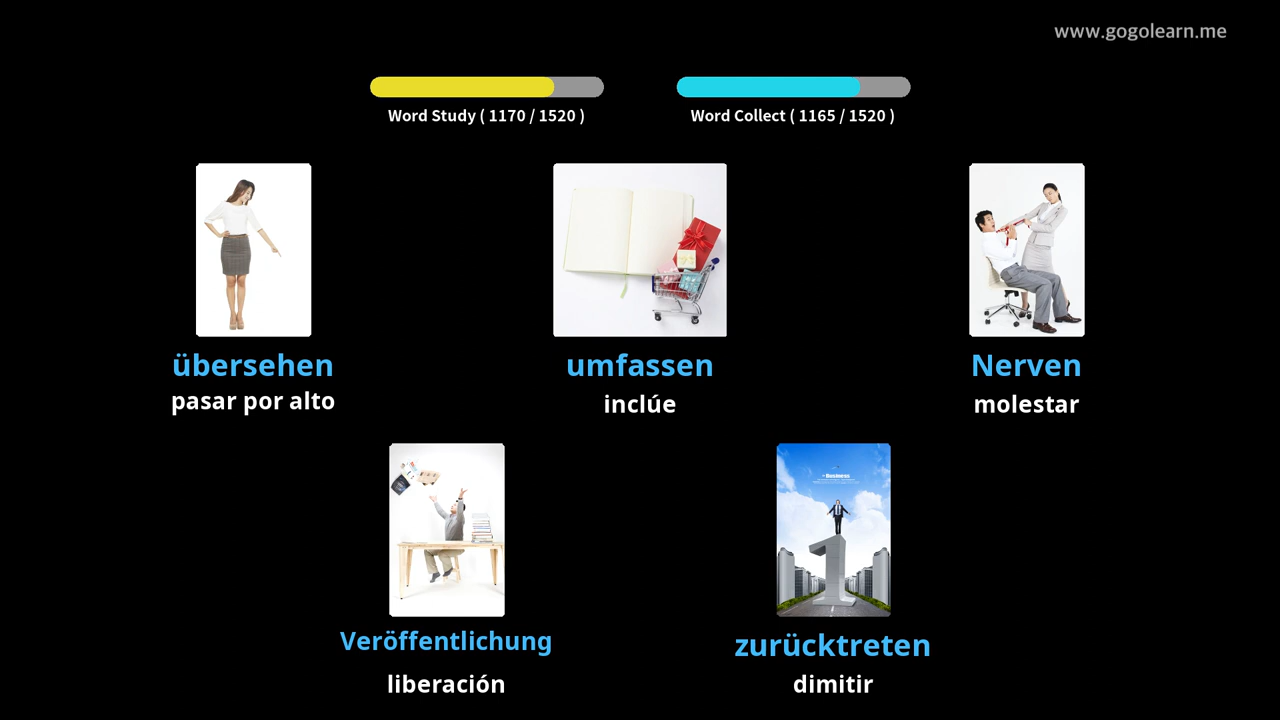 www.gogolearn.me
Word Study ( 1170 / 1520 )
Word Collect ( 1165 / 1520 )
übersehen
pasar por alto
umfassen
inclúe
Nerven
molestar
Business
Veröffentlichung
liberación
zurücktreten
dimitir